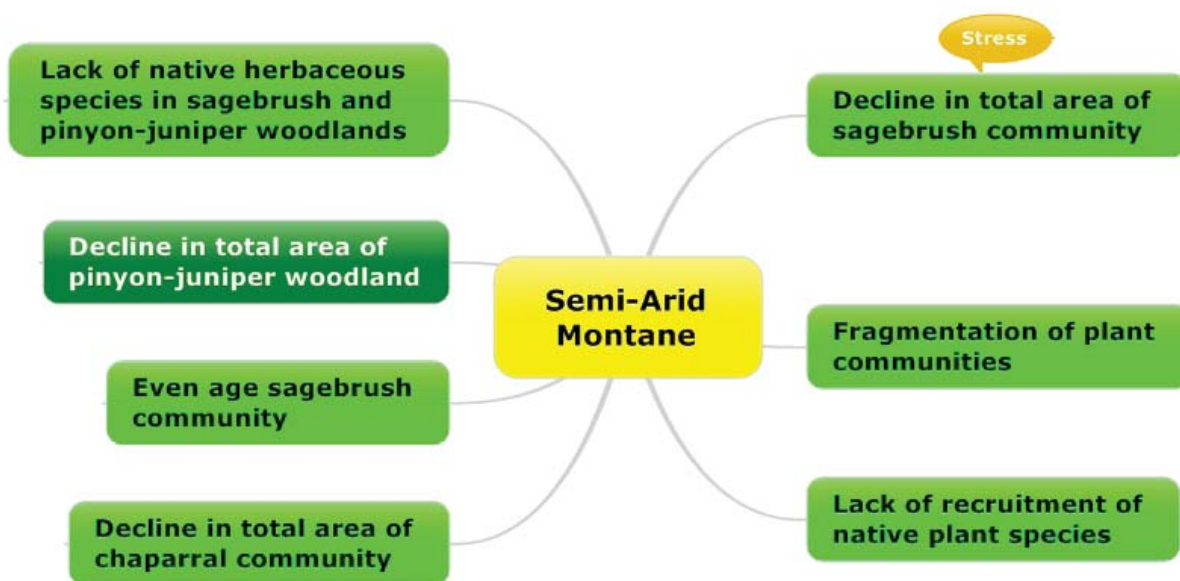 Stress
Lack of native herbaceous
species in sagebrush and
pinyon-juniper woodlands
Decline in total area of
sagebrush community
Decline in total area of
pinyon-juniper woodland
Semi-Arid
Montane
Fragmentation of plant
communities
Even age sagebrush
community
Lack of recruitment of
native plant species
Decline in total area of
chaparral community